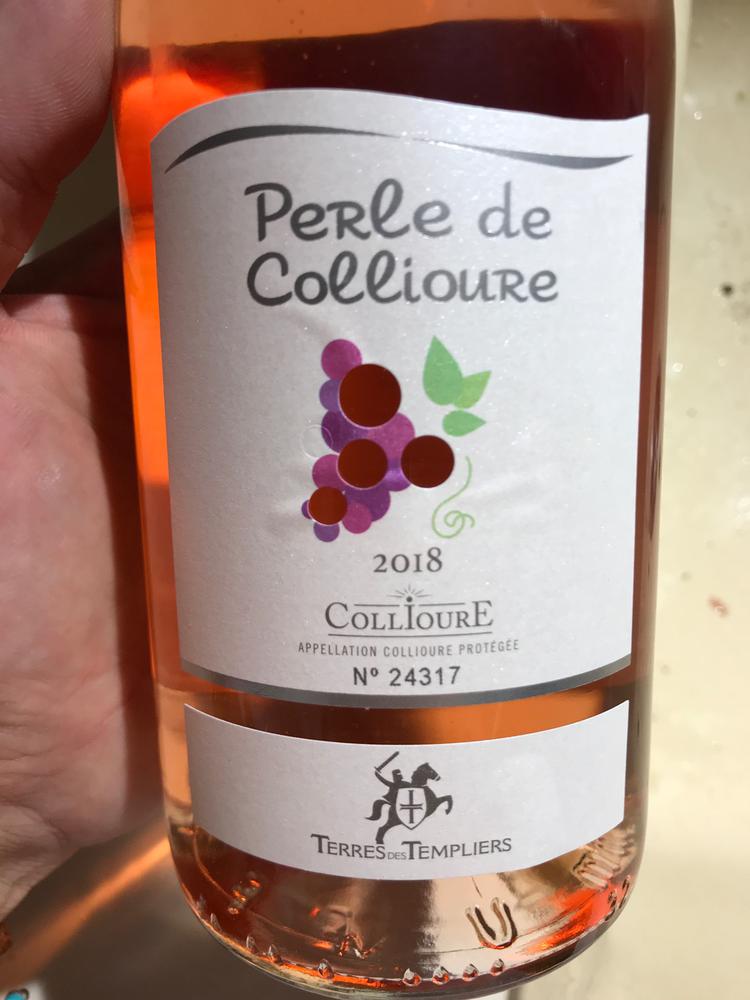 Perle de
Collioure
2018
COLLIOURE
APPELLATION COLLIOURE PROTÉGÉE
Nº 24317
TERRES DES TEMPLIERS